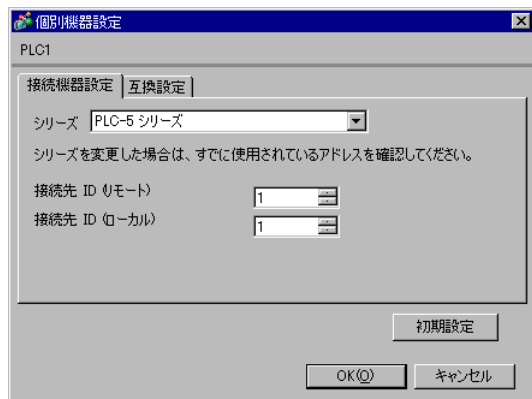 個別機器設定
PLC1
接続機器設定 互換設定
シリーズ PLC-5 シリーズ
シリーズを変更した場合は、すでに使用されているアドレスを確認してください。
接続先 ID (リモート) 1
接続先 ID (ローカル) 1
初期設定
OK(O) キャンセル